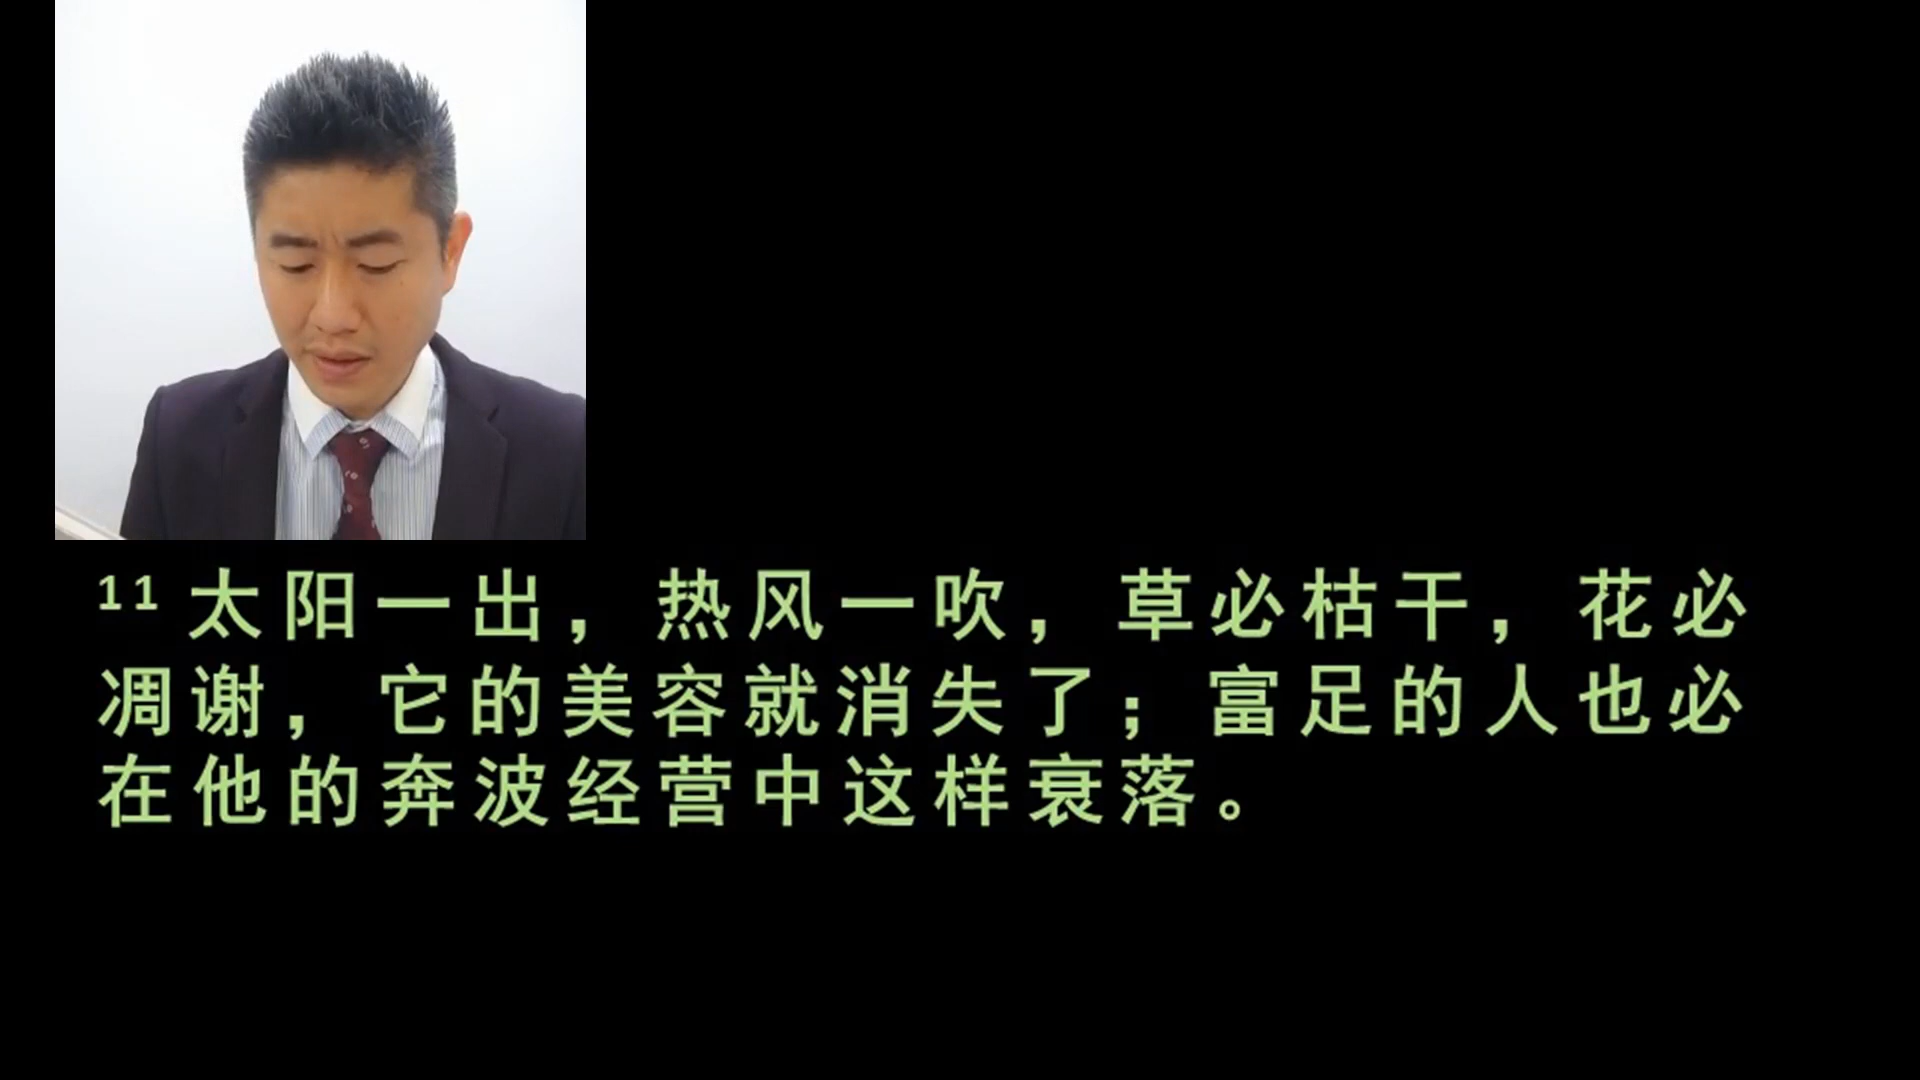 11 太阳一出，热风一吹，草必枯干，花必
凋谢，它的美容就消失了；富足的人也必
在他的奔波经营中这样衰落。